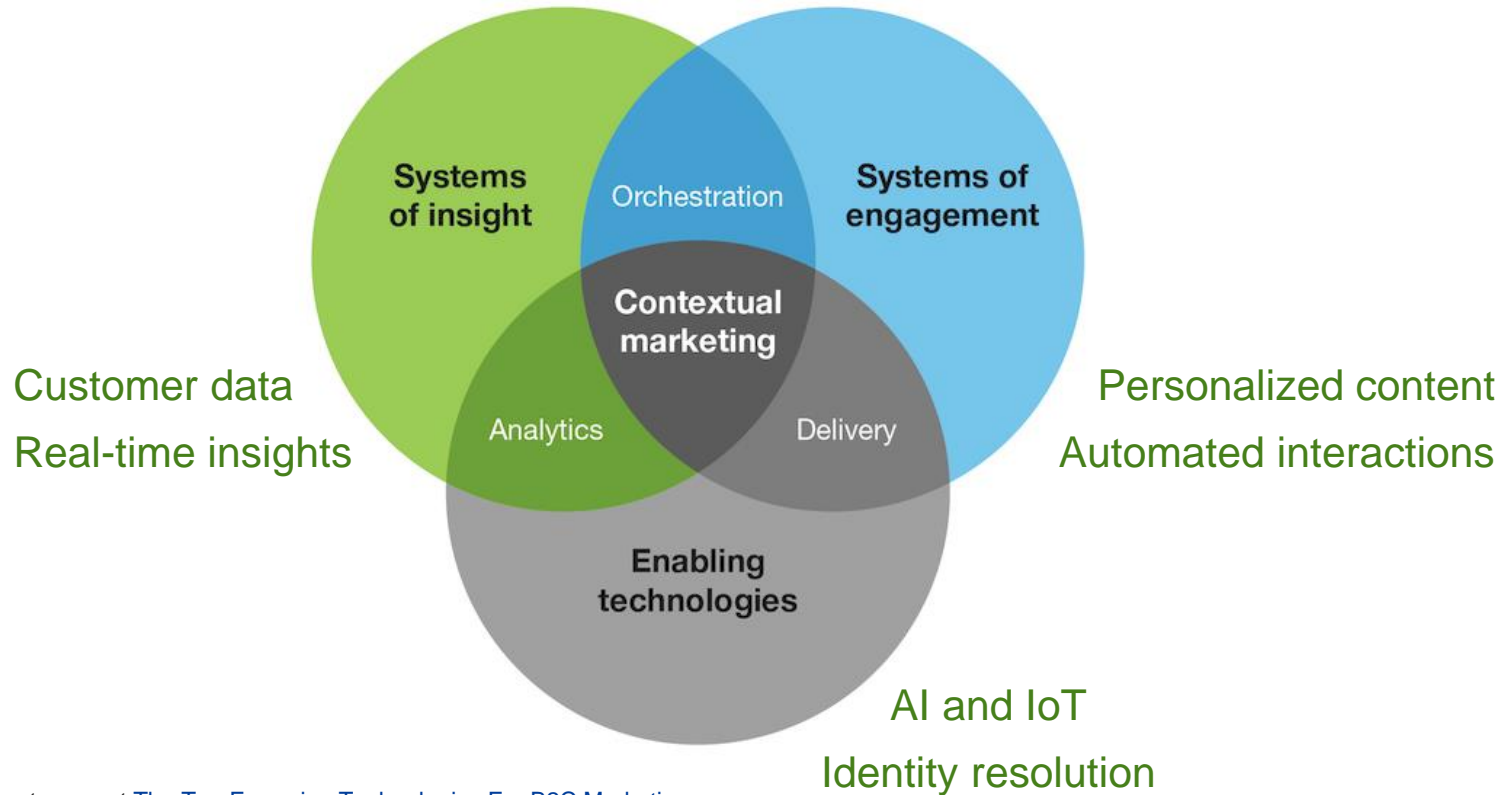 Systems
of insight
Orchestration
Systems of
engagement
Contextual
marketing
Customer data
Real-time insights
Personalized content
Automated interactions
Analytics
Delivery
Enabling
technologies
AI and IoT
Identity resolution